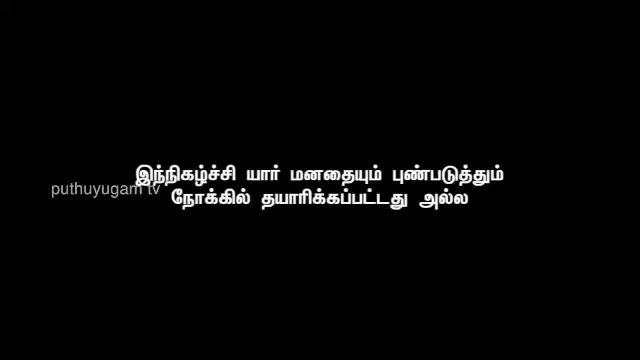 இந்நிகழ்ச்சி யார் மனதையும் புண்படுத்தும்
puthuyugam tv
நோக்கில் தயாரிக்கப்பட்டது அல்ல